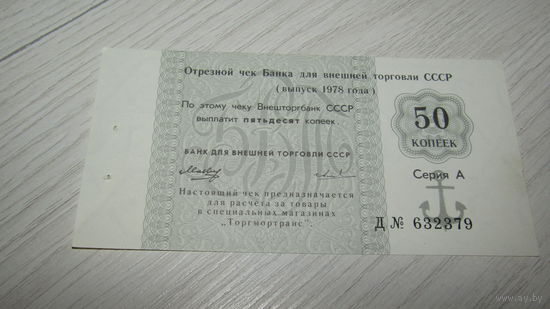 Отрезной чек Банка для внешней торговли СССР
(выпуск 1978 года)
По этому чеку Внешторгбанк СССР
выплатит пятьдесят копеек.
БАНК ДЛЯ ВНЕШНЕЙ ТОРГОВЛИ СССР
Настоящий чек предназначается
для расчета за товары
в специальных магазинах
„Торгмортранс".
50
КОПЕЕК
Серия А
Д № 632379
ay.by